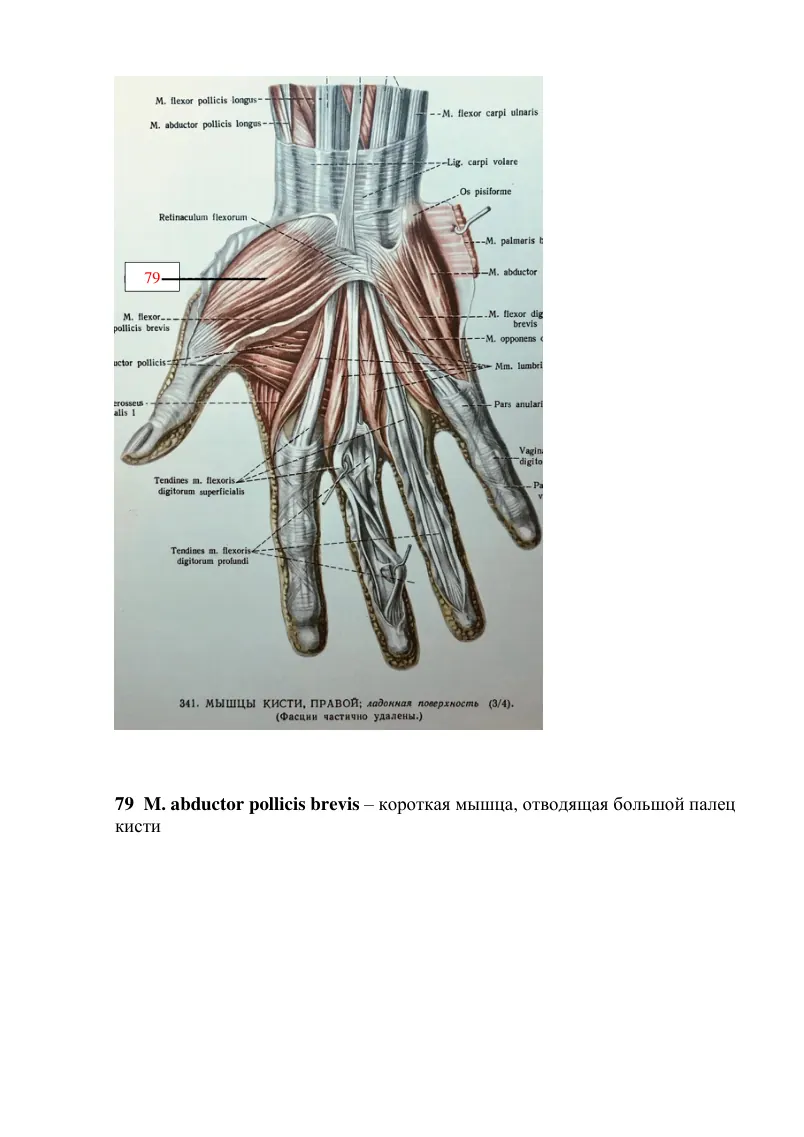 M. flexor pollicis longus
M. abductor pollicis longus
M. flexor carpi ulnaris
Lig. carpi volare
Os pisiforme
Retinaculum flexorum
M. palmaris b
79
M. abductor
M. flexor
pollicis brevis
M. flexor dig
brevis
M. opponens
uctor pollicis
Mm. lumbri
erosseus
alis 1
Pars anulari
Vagina
digito
Tendines m. flexoris
digitorum superficialis
Pa
v
Tendines m. flexoris
digitorum profundi
341. МЫШЦЫ КИСТИ, ПРАВОЙ; ладонная поверхность (3/4).
(Фасции частично удалены.)
79 M. abductor pollicis brevis – короткая мышца, отводящая большой палец
кисти